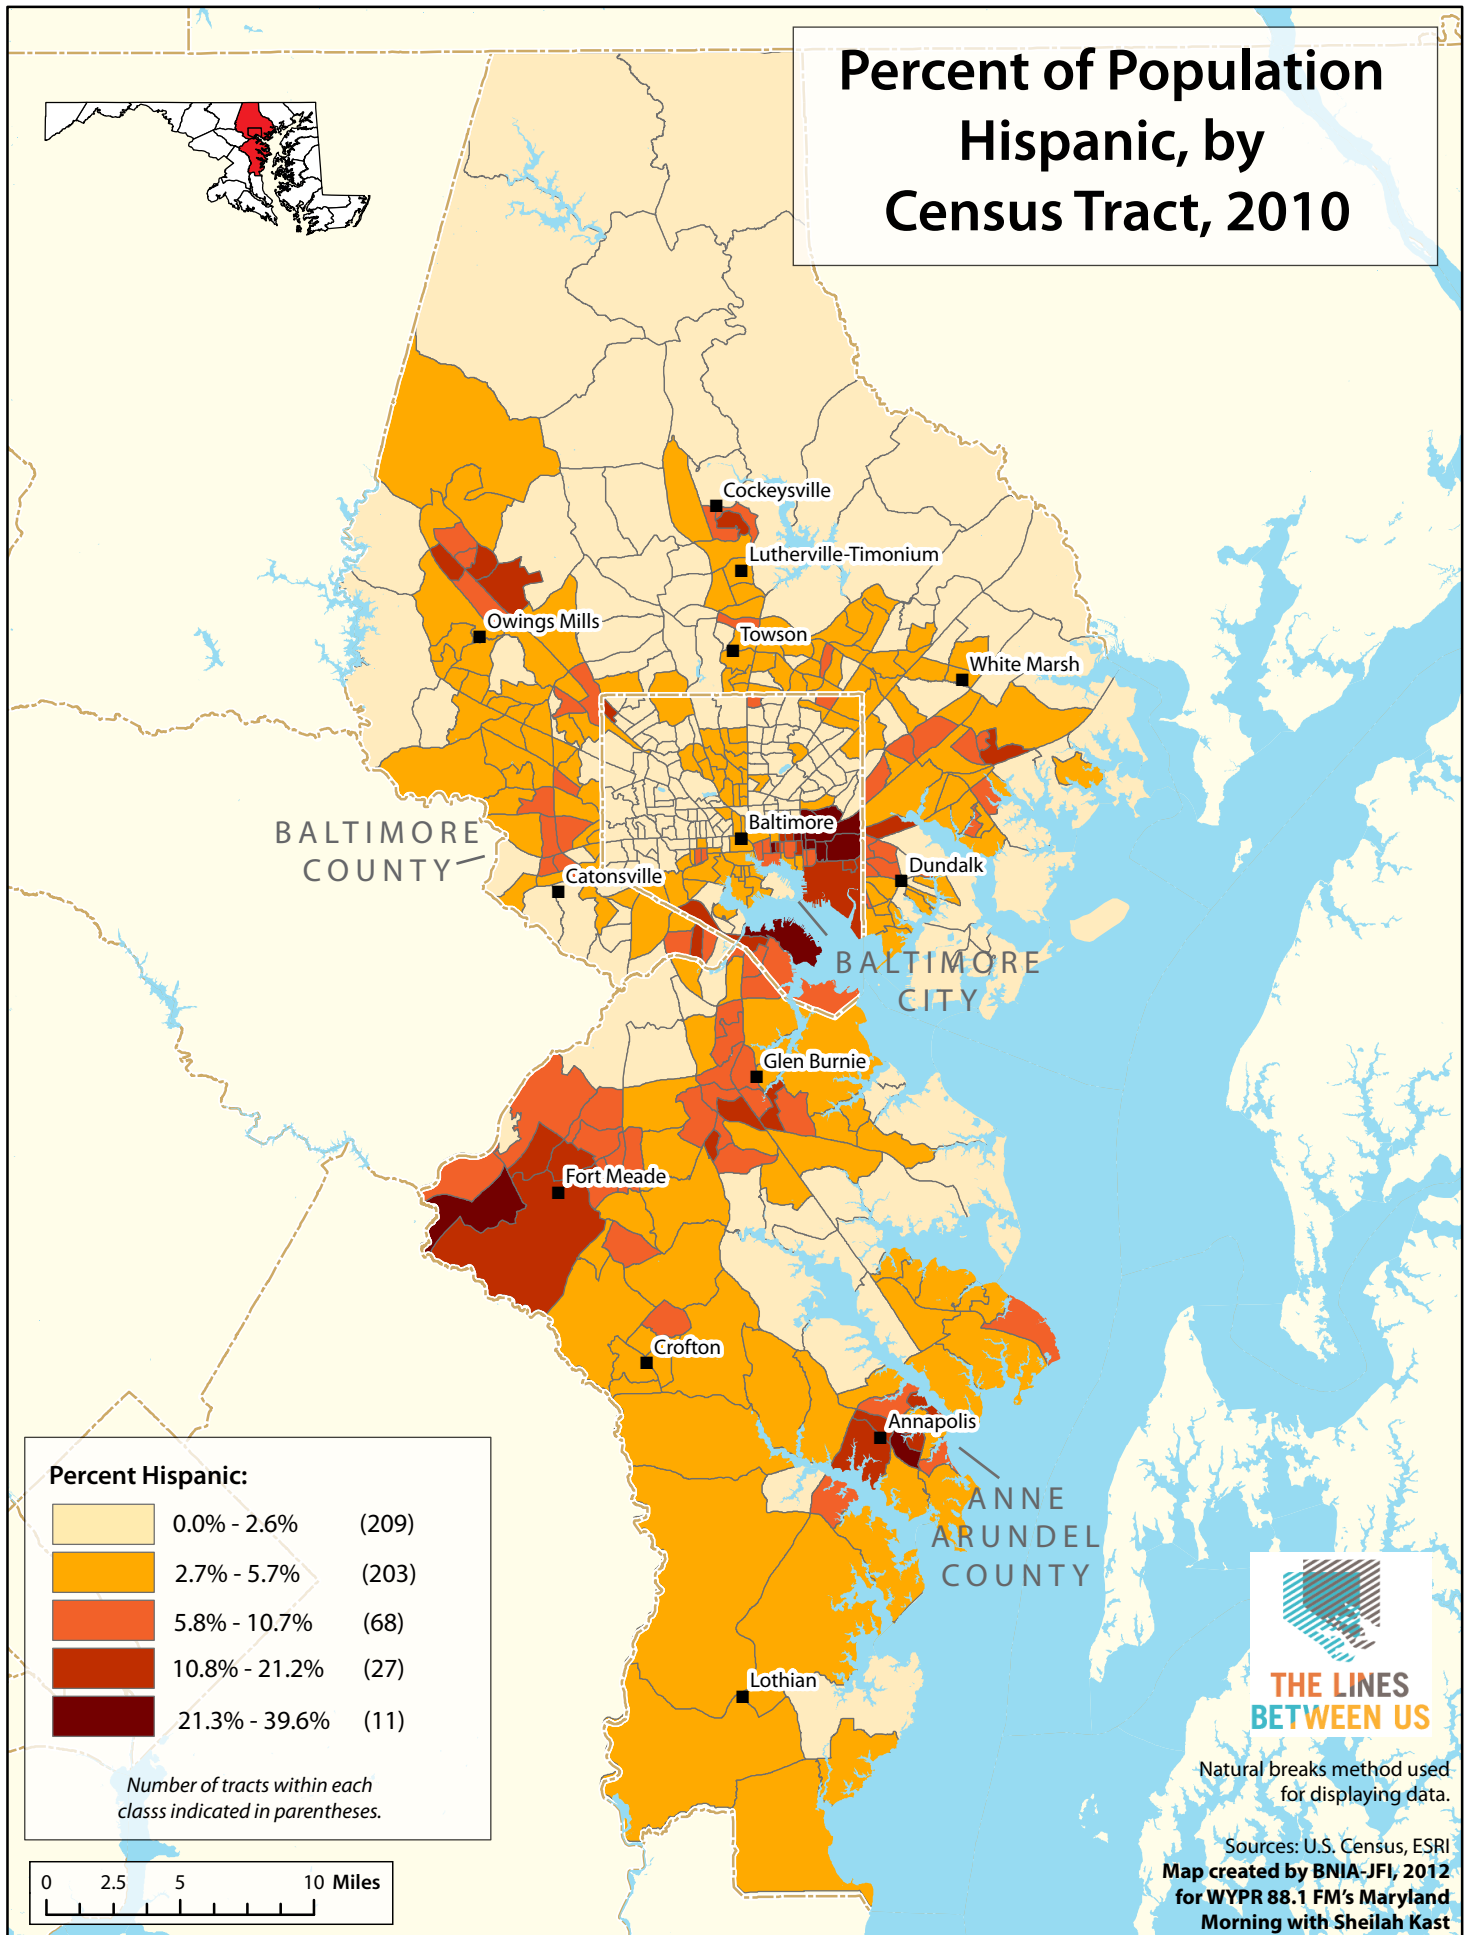 Percent of Population
Hispanic, by
Census Tract, 2010
Cockeysville
Lutherville-Timonium
Owings Mills
Towson
White Marsh
BALTIMORE
COUNTY
Baltimore
Dundalk
Catonsville
BALTIMORE
CITY
Glen Burnie
Fort Meade
Crofton
Annapolis
ANNE
ARUNDEL
COUNTY
Lothian
Percent Hispanic:
0.0% - 2.6% (209)
2.7% - 5.7% (203)
5.8% - 10.7% (68)
10.8% - 21.2% (27)
21.3% - 39.6% (11)
Number of tracts within each
classs indicated in parentheses.
0 2.5 5 10 Miles
THE LINES
BETWEEN US
Natural breaks method used
for displaying data.
Sources: U.S. Census, ESRI
Map created by BNIA-JFI, 2012
for WYPR 88.1 FM's Maryland
Morning with Sheilah Kast